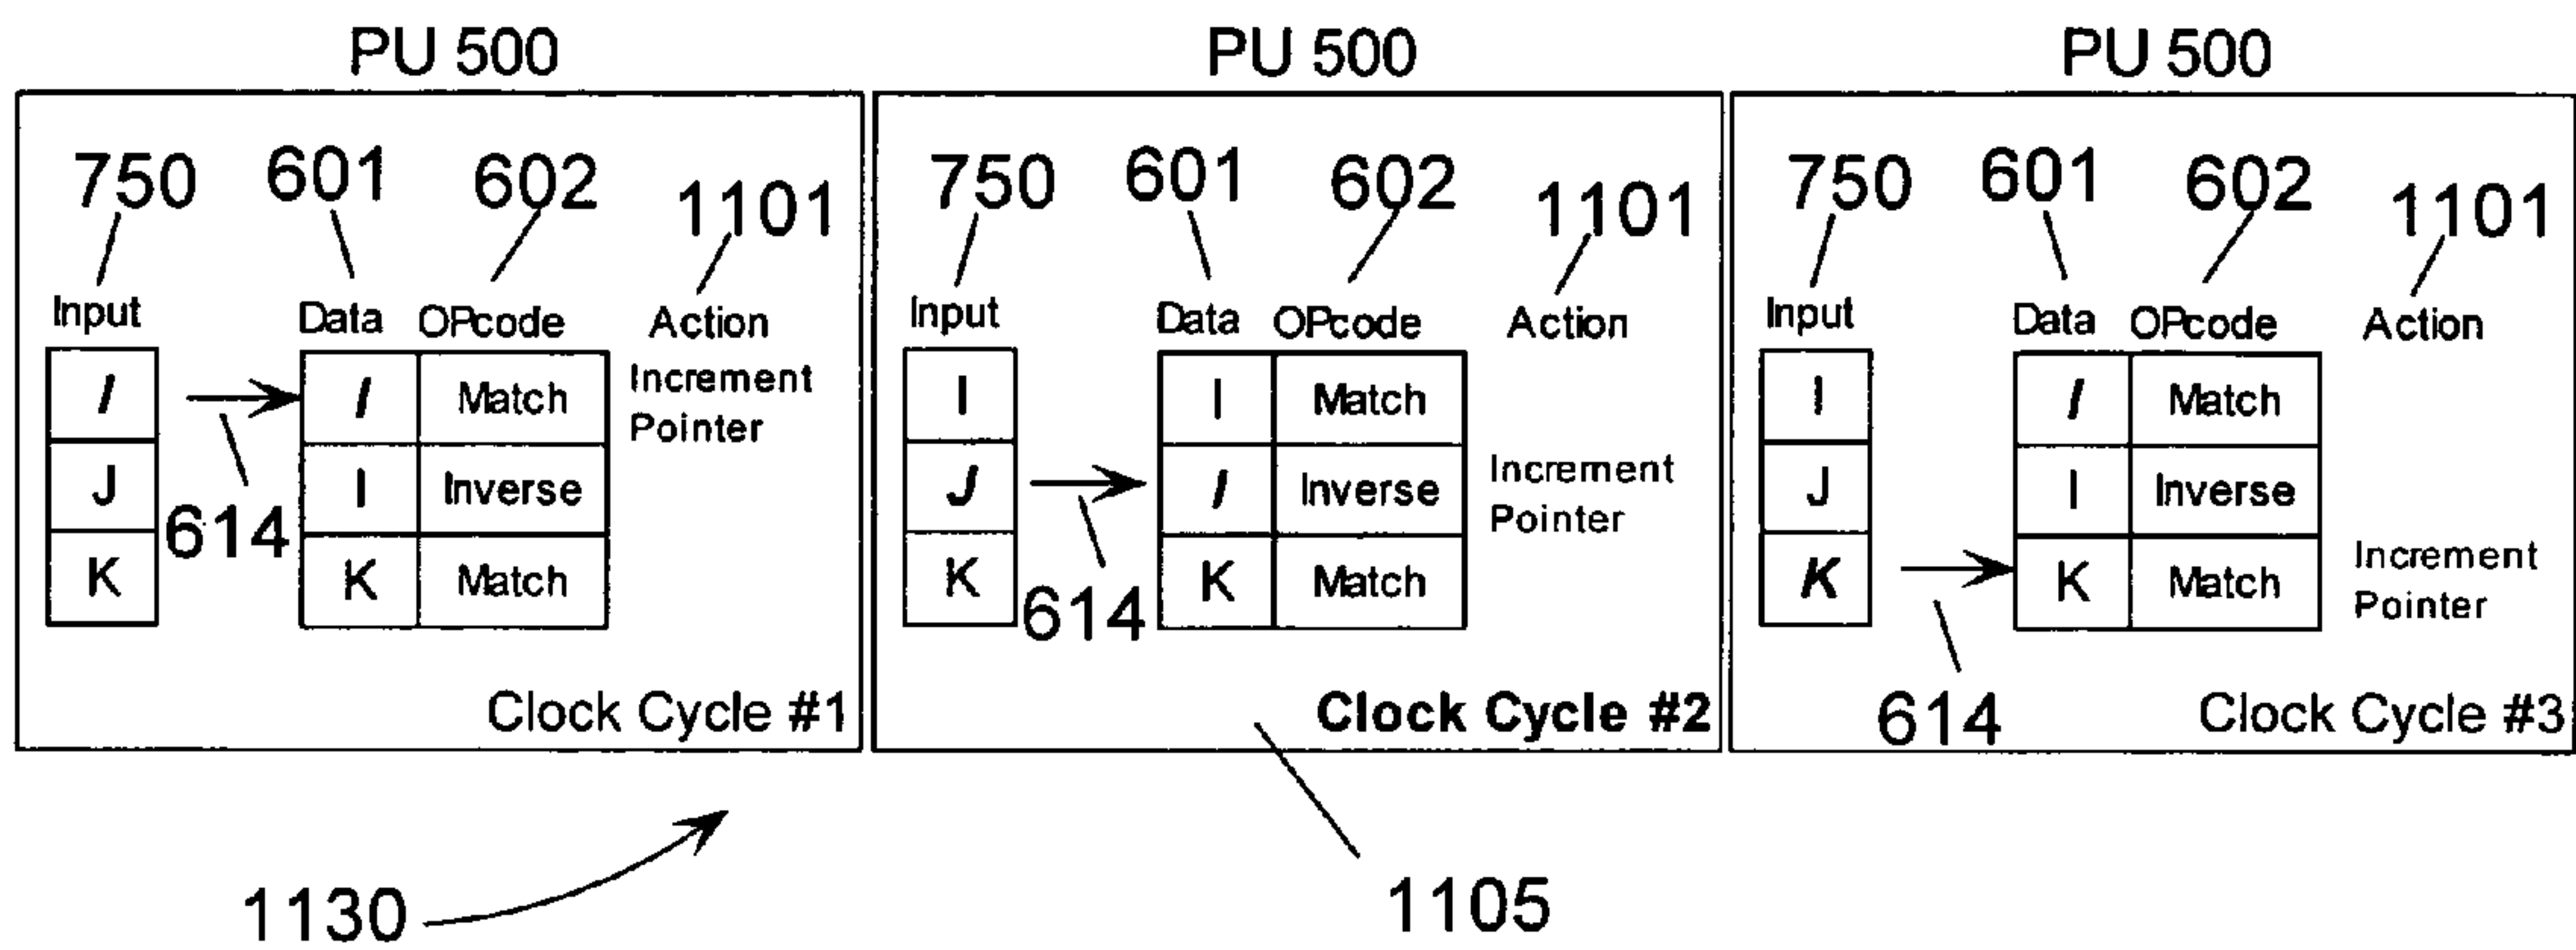 PU 500 PU 500 PU 500
750 601 602 1101 750 601 602 1101 750 601 602 1101
Input Data OPcode Action Input Data OPcode Action Input Data OPcode Action
I I Match Increment Pointer I I Match I I Match
J I Inverse J I Inverse Increment Pointer J I Inverse
K K Match K K Match K K Match Increment Pointer
614 614 614
Clock Cycle #1 Clock Cycle #2 Clock Cycle #3
1130 1105